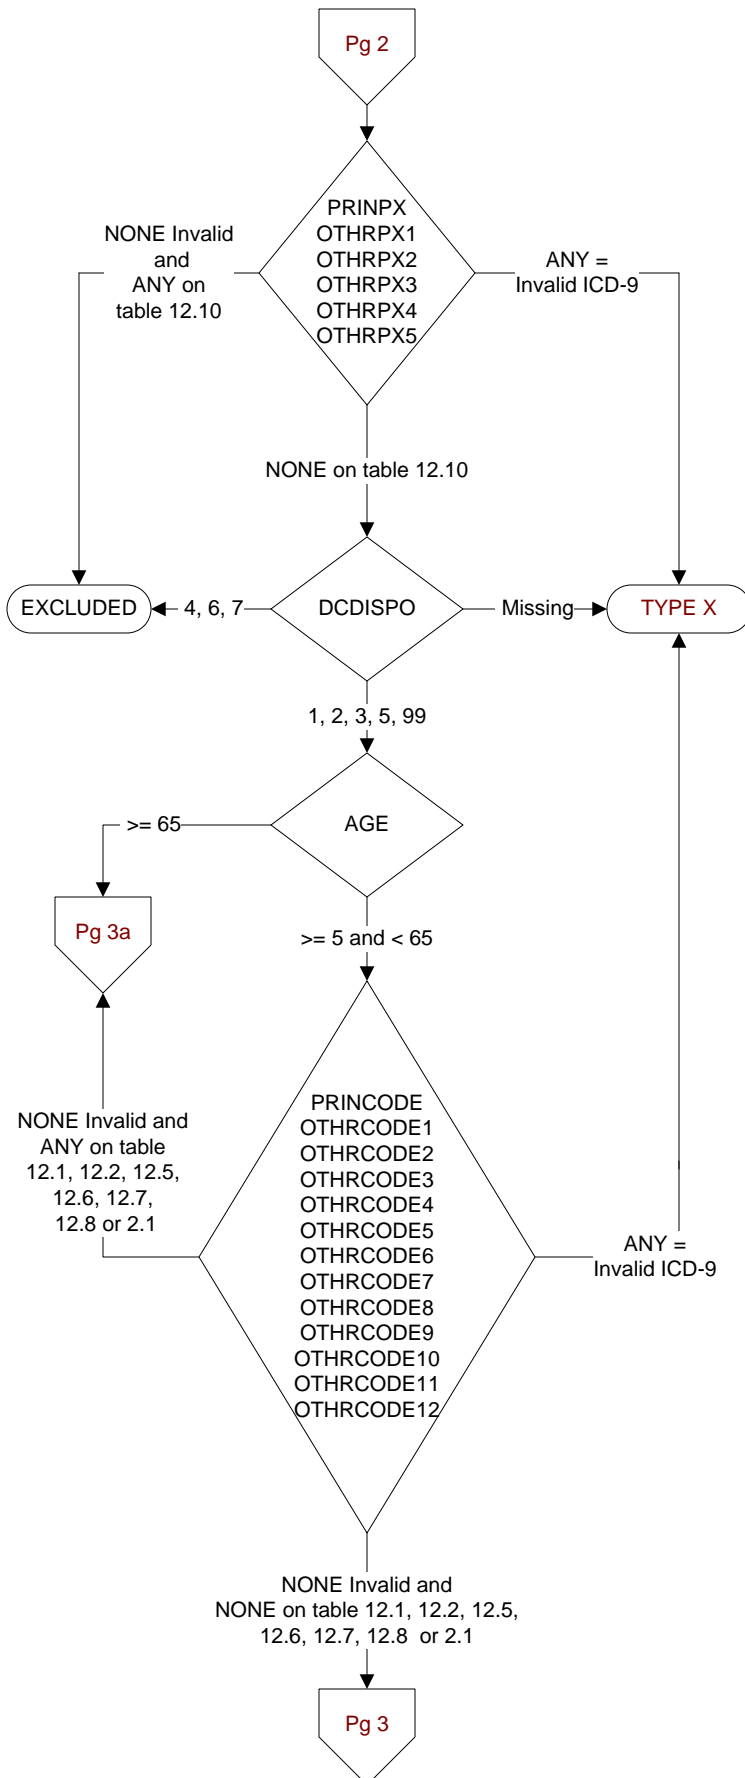 Pg 2
PRINPX
OTHRPX1
OTHRPX2
OTHRPX3
OTHRPX4
OTHRPX5
NONE Invalid
and
ANY on
table 12.10
ANY =
Invalid ICD-9
NONE on table 12.10
EXCLUDED
4, 6, 7
DCDISPO
Missing
TYPE X
1, 2, 3, 5, 99
AGE
>= 65
Pg 3a
>= 5 and < 65
PRINCODE
OTHRCODE1
OTHRCODE2
OTHRCODE3
OTHRCODE4
OTHRCODE5
OTHRCODE6
OTHRCODE7
OTHRCODE8
OTHRCODE9
OTHRCODE10
OTHRCODE11
OTHRCODE12
NONE Invalid and
ANY on table
12.1, 12.2, 12.5,
12.6, 12.7,
12.8 or 2.1
ANY =
Invalid ICD-9
NONE Invalid and
NONE on table 12.1, 12.2, 12.5,
12.6, 12.7, 12.8 or 2.1
Pg 3